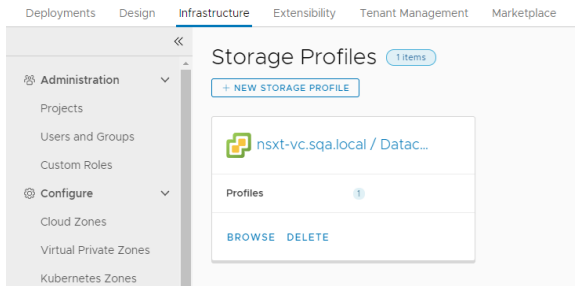 Deployments Design Infrastructure Extensibility Tenant Management Marketplace
Storage Profiles 1 items
+ NEW STORAGE PROFILE
Administration
Projects
Users and Groups
Custom Roles
Configure
Cloud Zones
Virtual Private Zones
Kubernetes Zones
nsxt-vc.sqa.local / Datac...
Profiles 1
BROWSE DELETE